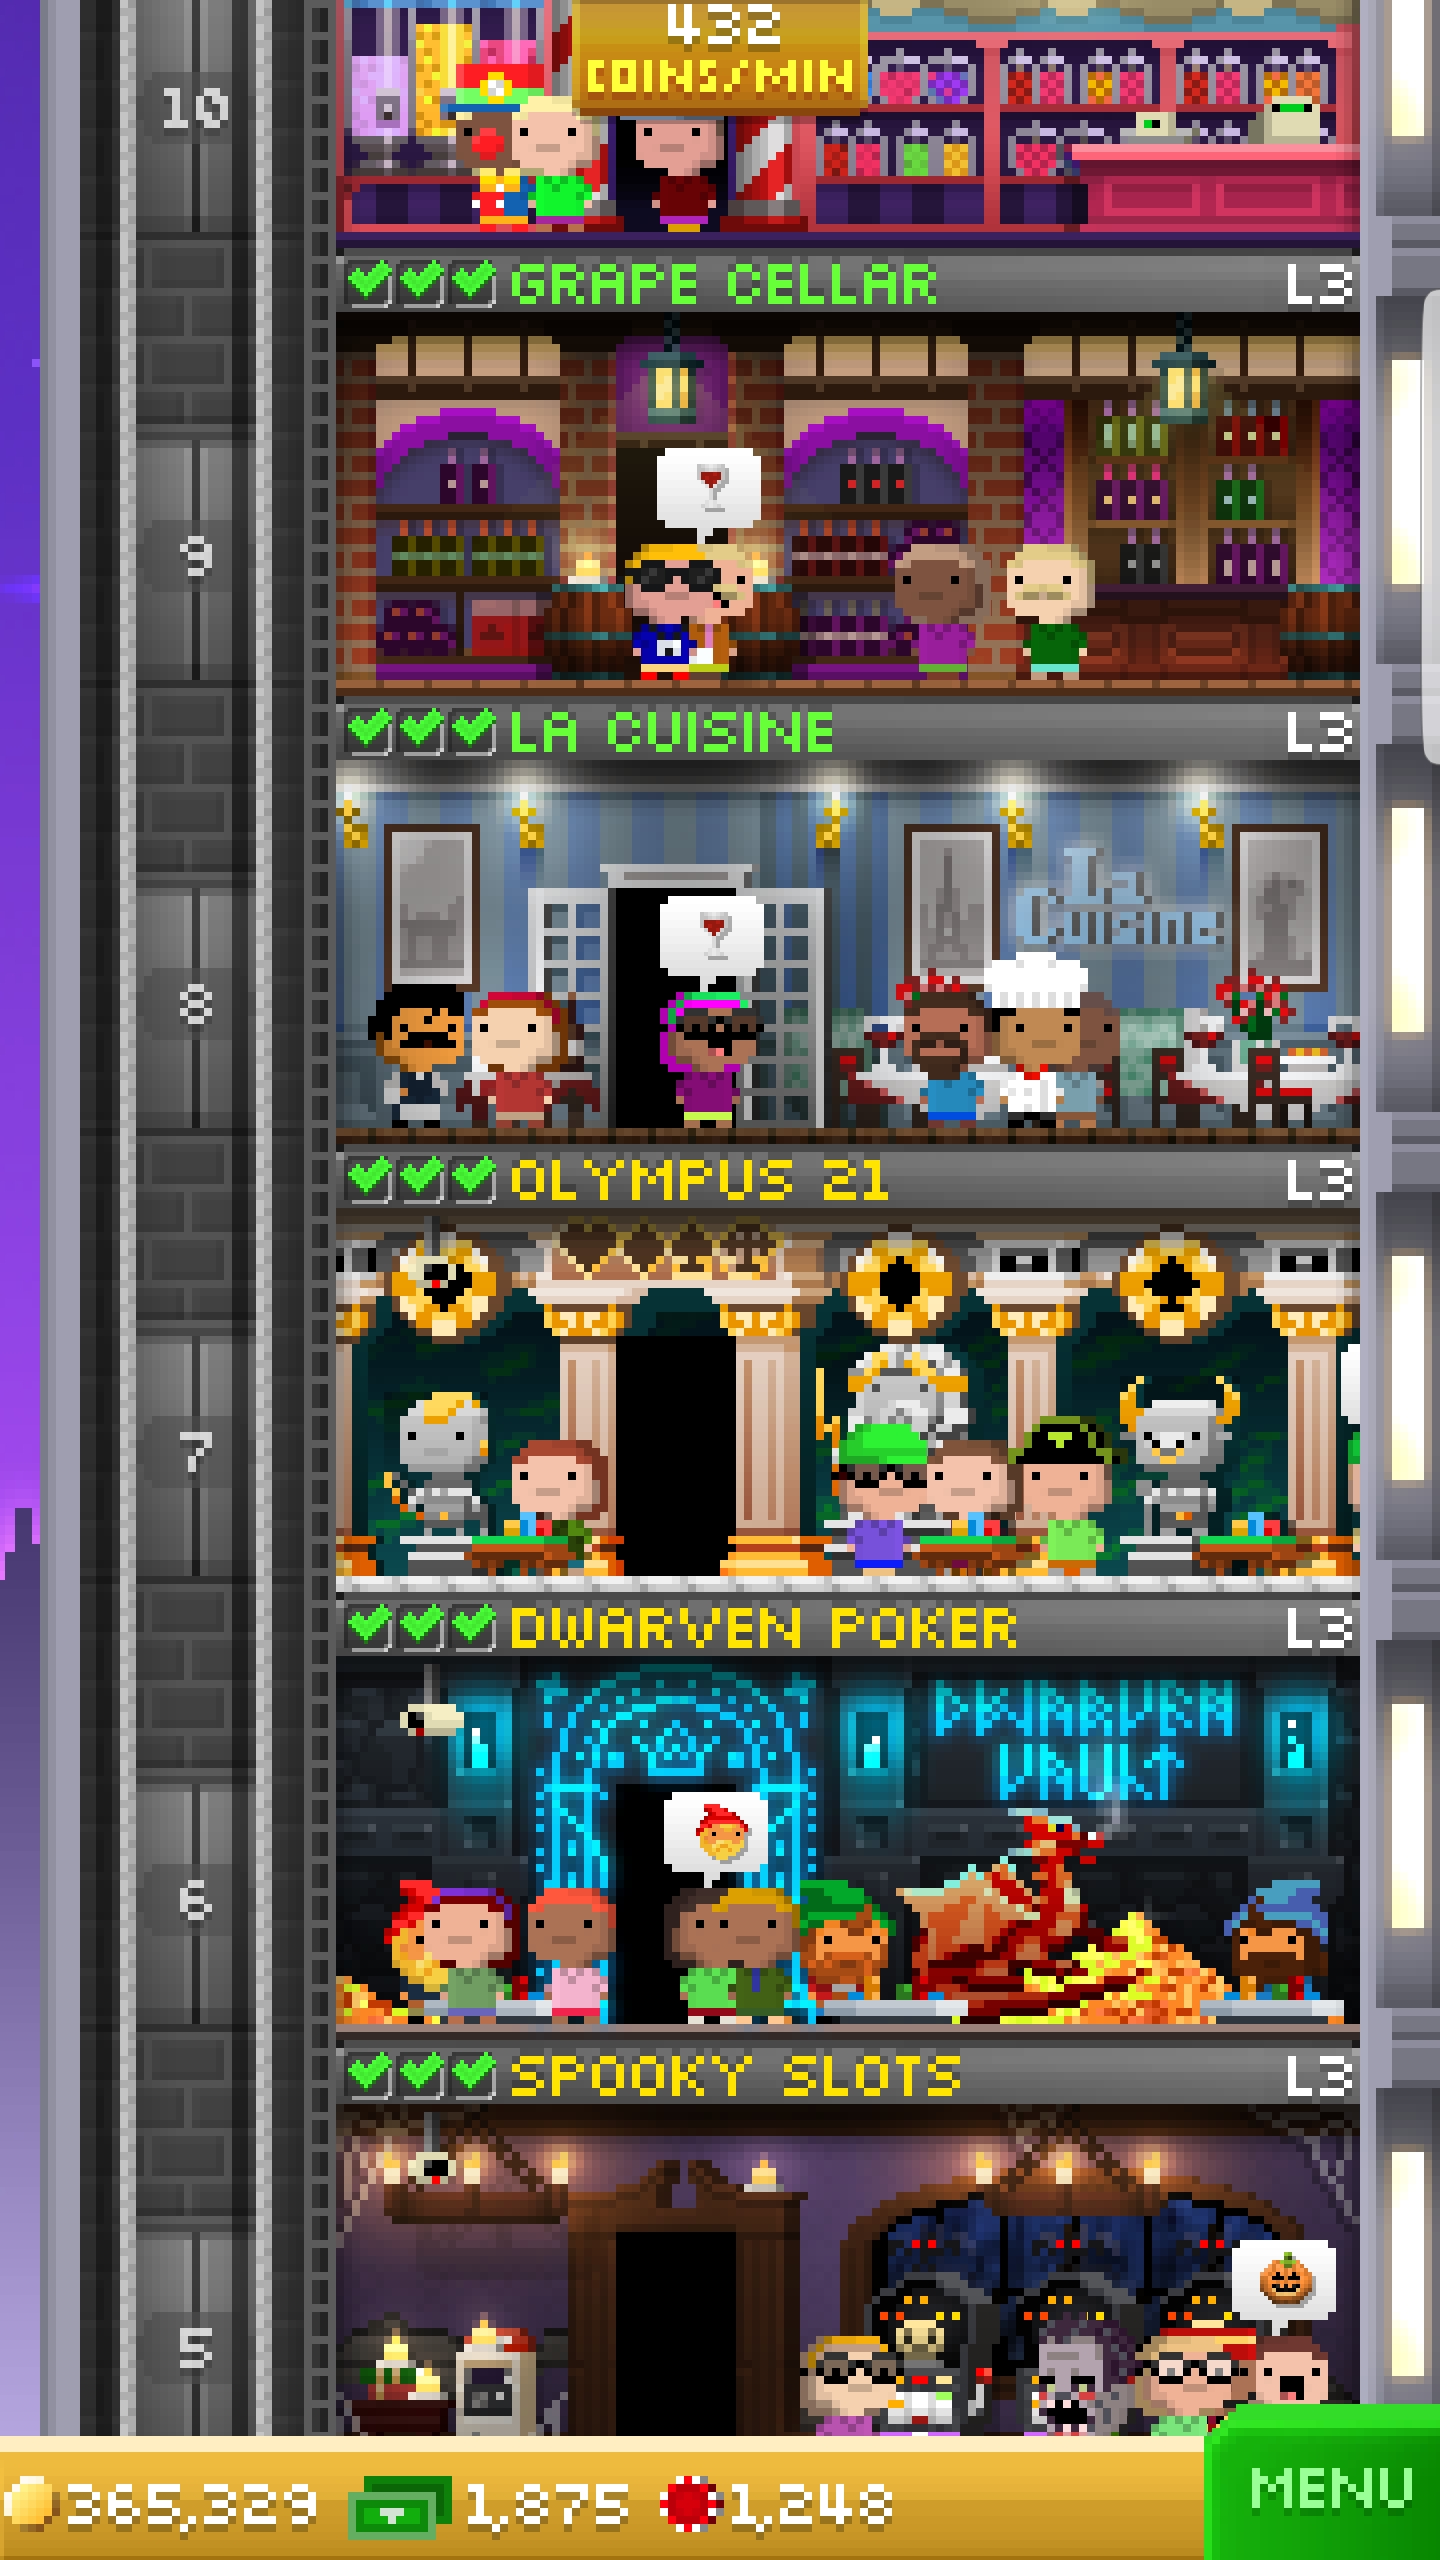 432
COINS/MIN
10
GRAPE CELLAR L3
9
LA CUISINE L3
La
Cuisine
8
OLYMPUS 21 L3
7
DWARVEN POKER L3
DWARVEN
VAULT
6
SPOOKY SLOTS L3
5
365,329 1,875 1,248
MENU